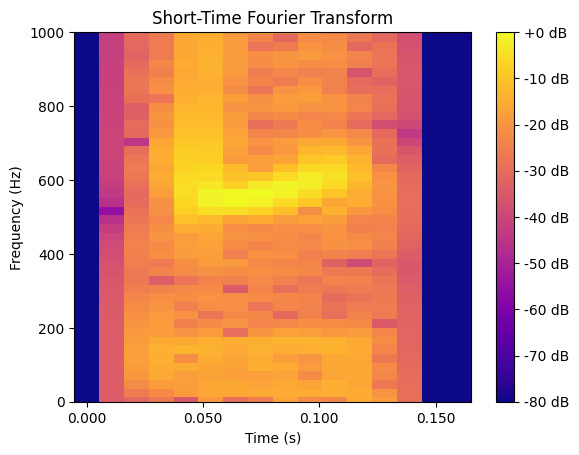 Short-Time Fourier Transform
1000
800
600
400
200
0
Frequency (Hz)
0.000
0.050
0.100
0.150
Time (s)
+0 dB
-10 dB
-20 dB
-30 dB
-40 dB
-50 dB
-60 dB
-70 dB
-80 dB